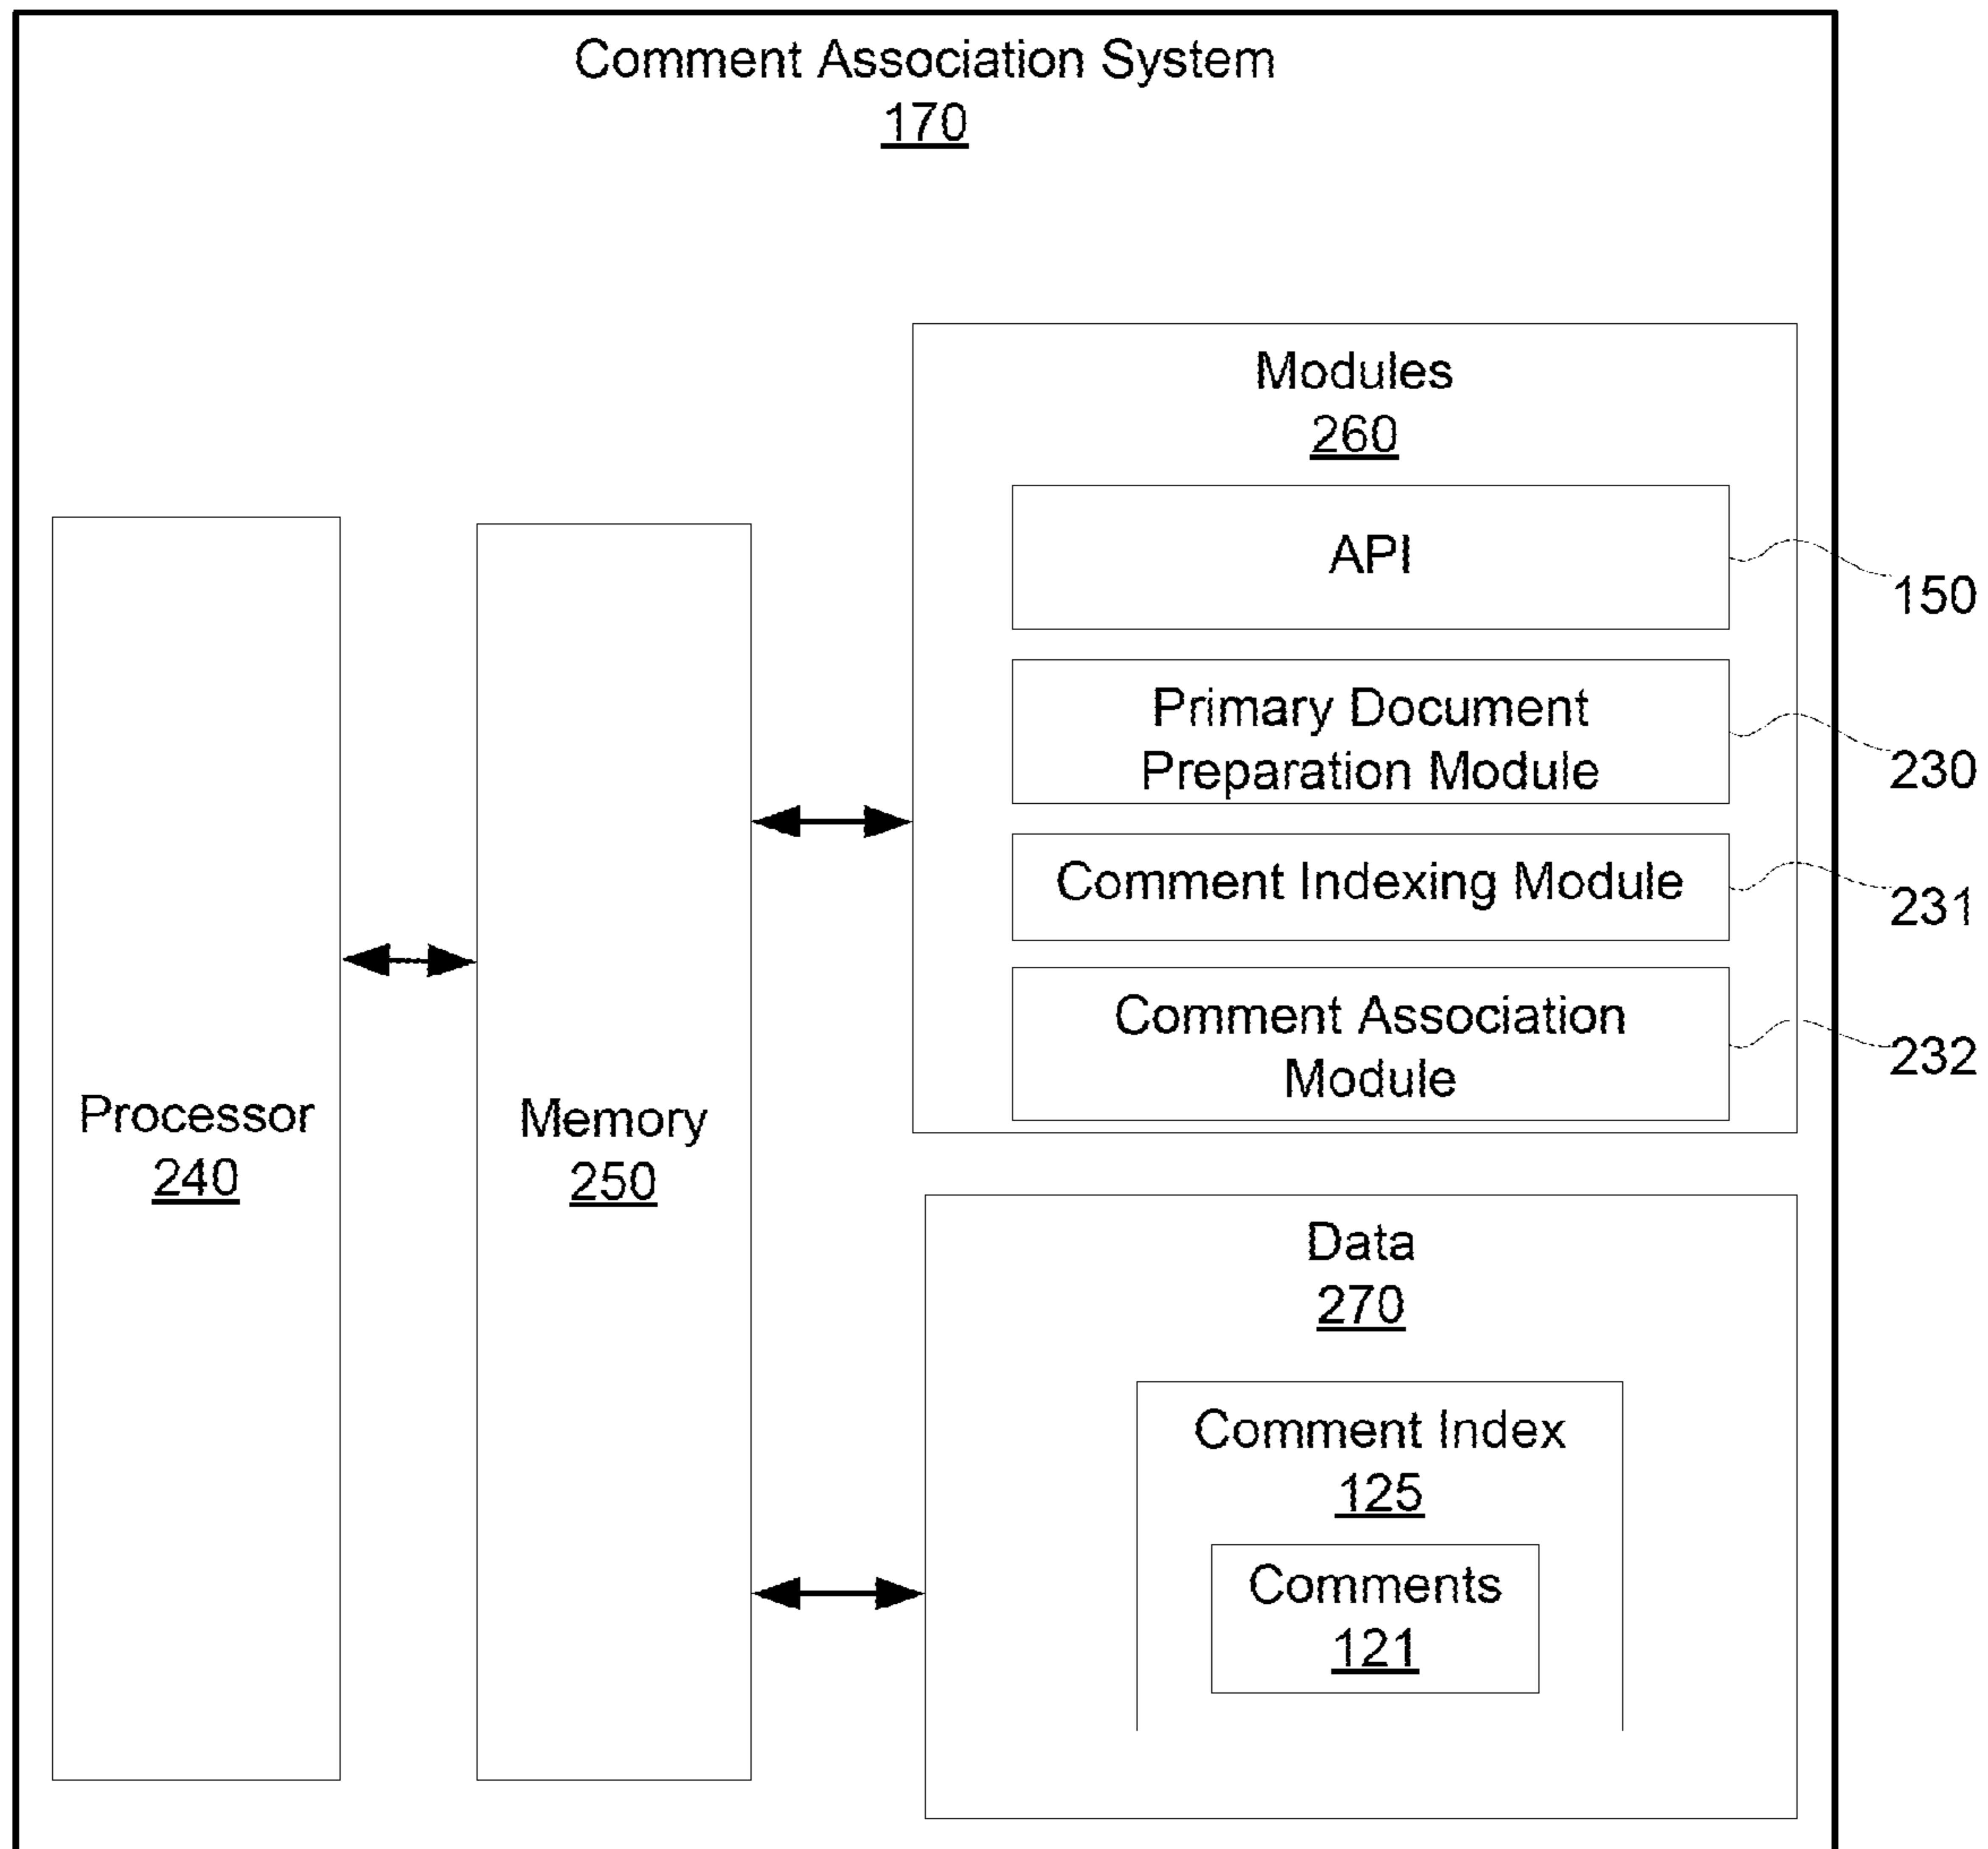 Comment Association System
170
Modules
260
API
150
Primary Document
Preparation Module
230
Comment Indexing Module
231
Comment Association
Module
232
Processor
240
Memory
250
Data
270
Comment Index
125
Comments
121